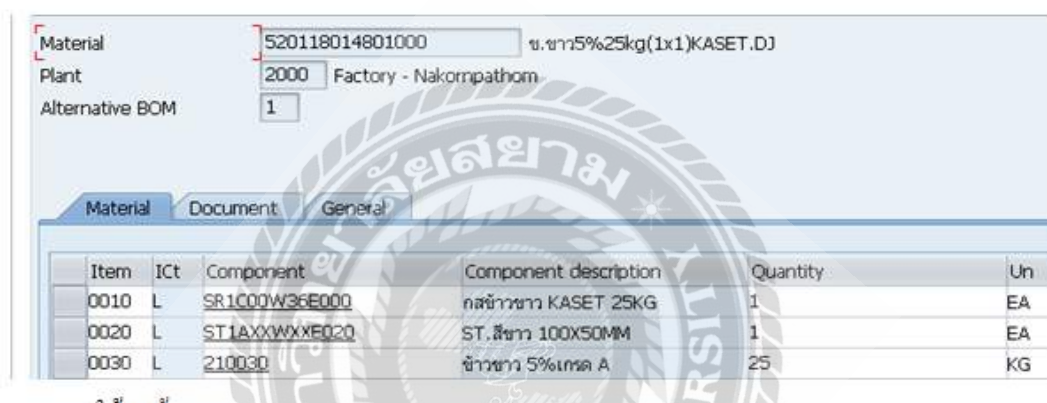 Material 520118014801000 ข.ขาว5%25kg(1x1)KASET.DJ
Plant 2000 Factory - Nakornpathom
Alternative BOM 1
Material Document General
Item ICt Component Component description Quantity Un
0010 L SR1C00W36E000 กสข้าวขาว KASET 25KG 1 EA
0020 L ST1AXXWXXE020 ST.สีขาว 100X50MM 1 EA
0030 L 210030 ข้าวขาว 5%เกรด A 25 KG